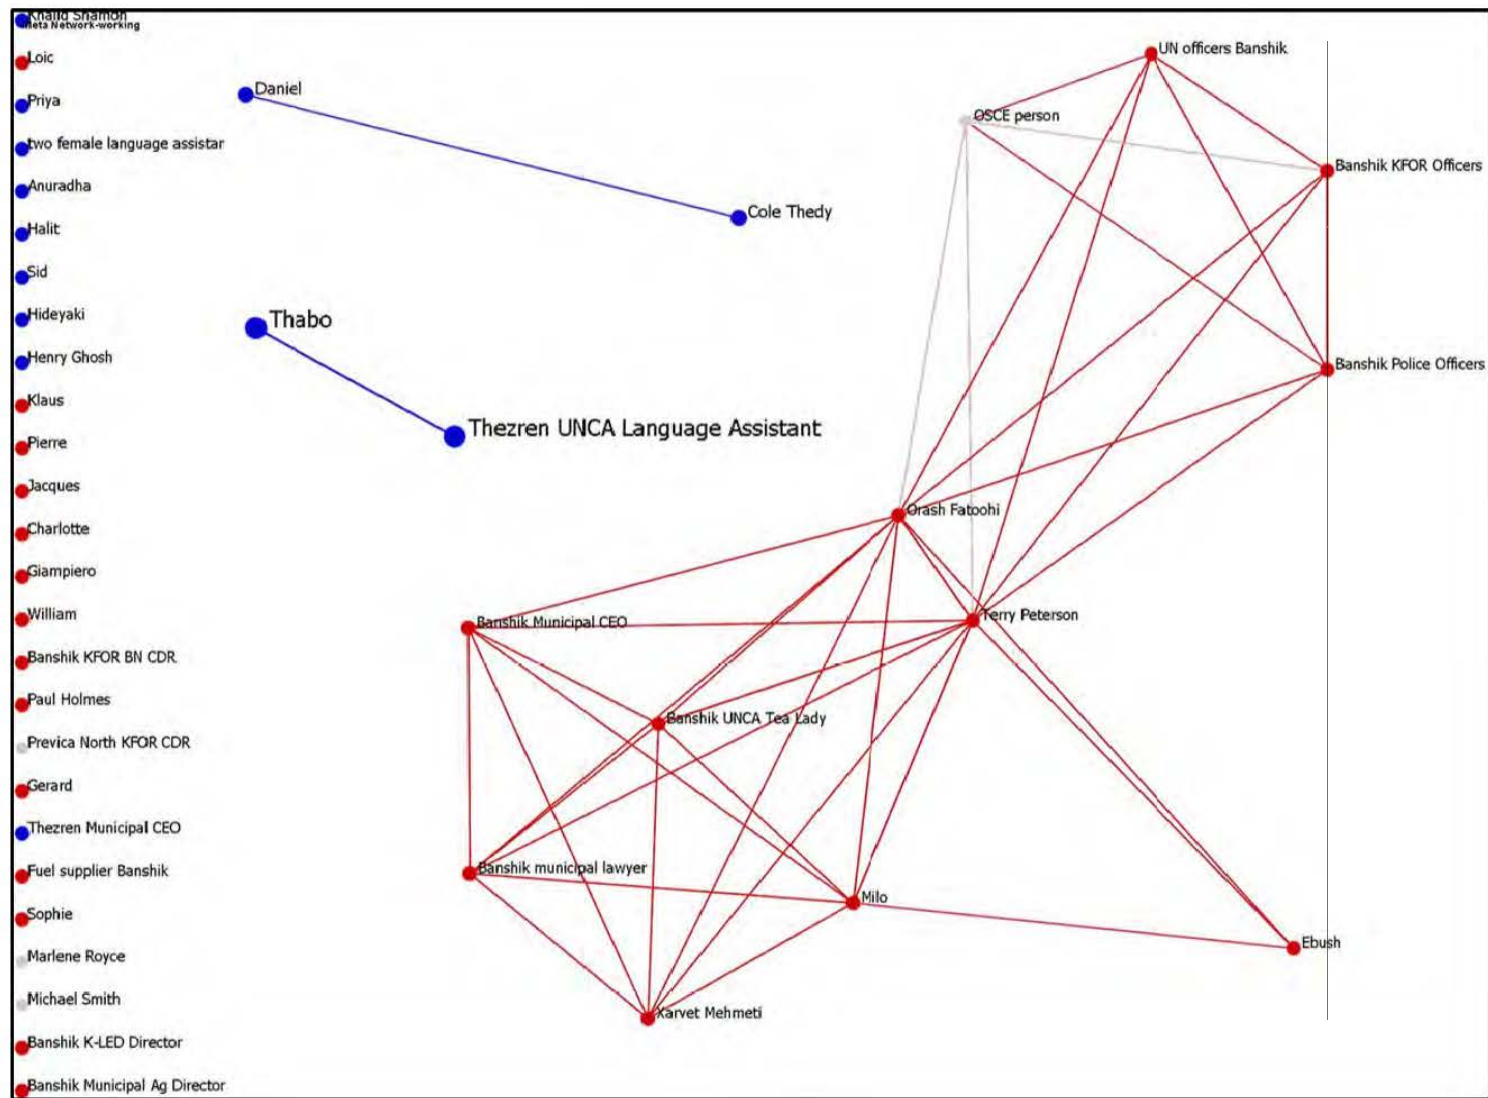 Khalid Shamon
Meta Network-working
Loic
Priya
two female language assistar
Anuradha
Halit
Sid
Hideyaki
Henry Ghosh
Klaus
Pierre
Jacques
Charlotte
Giampiero
William
Banshik KFOR BN CDR
Paul Holmes
Previca North KFOR CDR
Gerard
Thezren Municipal CEO
Fuel supplier Banshik
Sophie
Marlene Royce
Michael Smith
Banshik K-LED Director
Banshik Municipal Ag Director
Daniel
Cole Thedy
Thabo
Thezren UNCA Language Assistant
UN officers Banshik
OSCE person
Banshik KFOR Officers
Banshik Police Officers
Orash Fatoohi
Terry Peterson
Banshik Municipal CEO
Banshik UNCA Tea Lady
Banshik municipal lawyer
Milo
Ebush
Xarvet Mehmeti